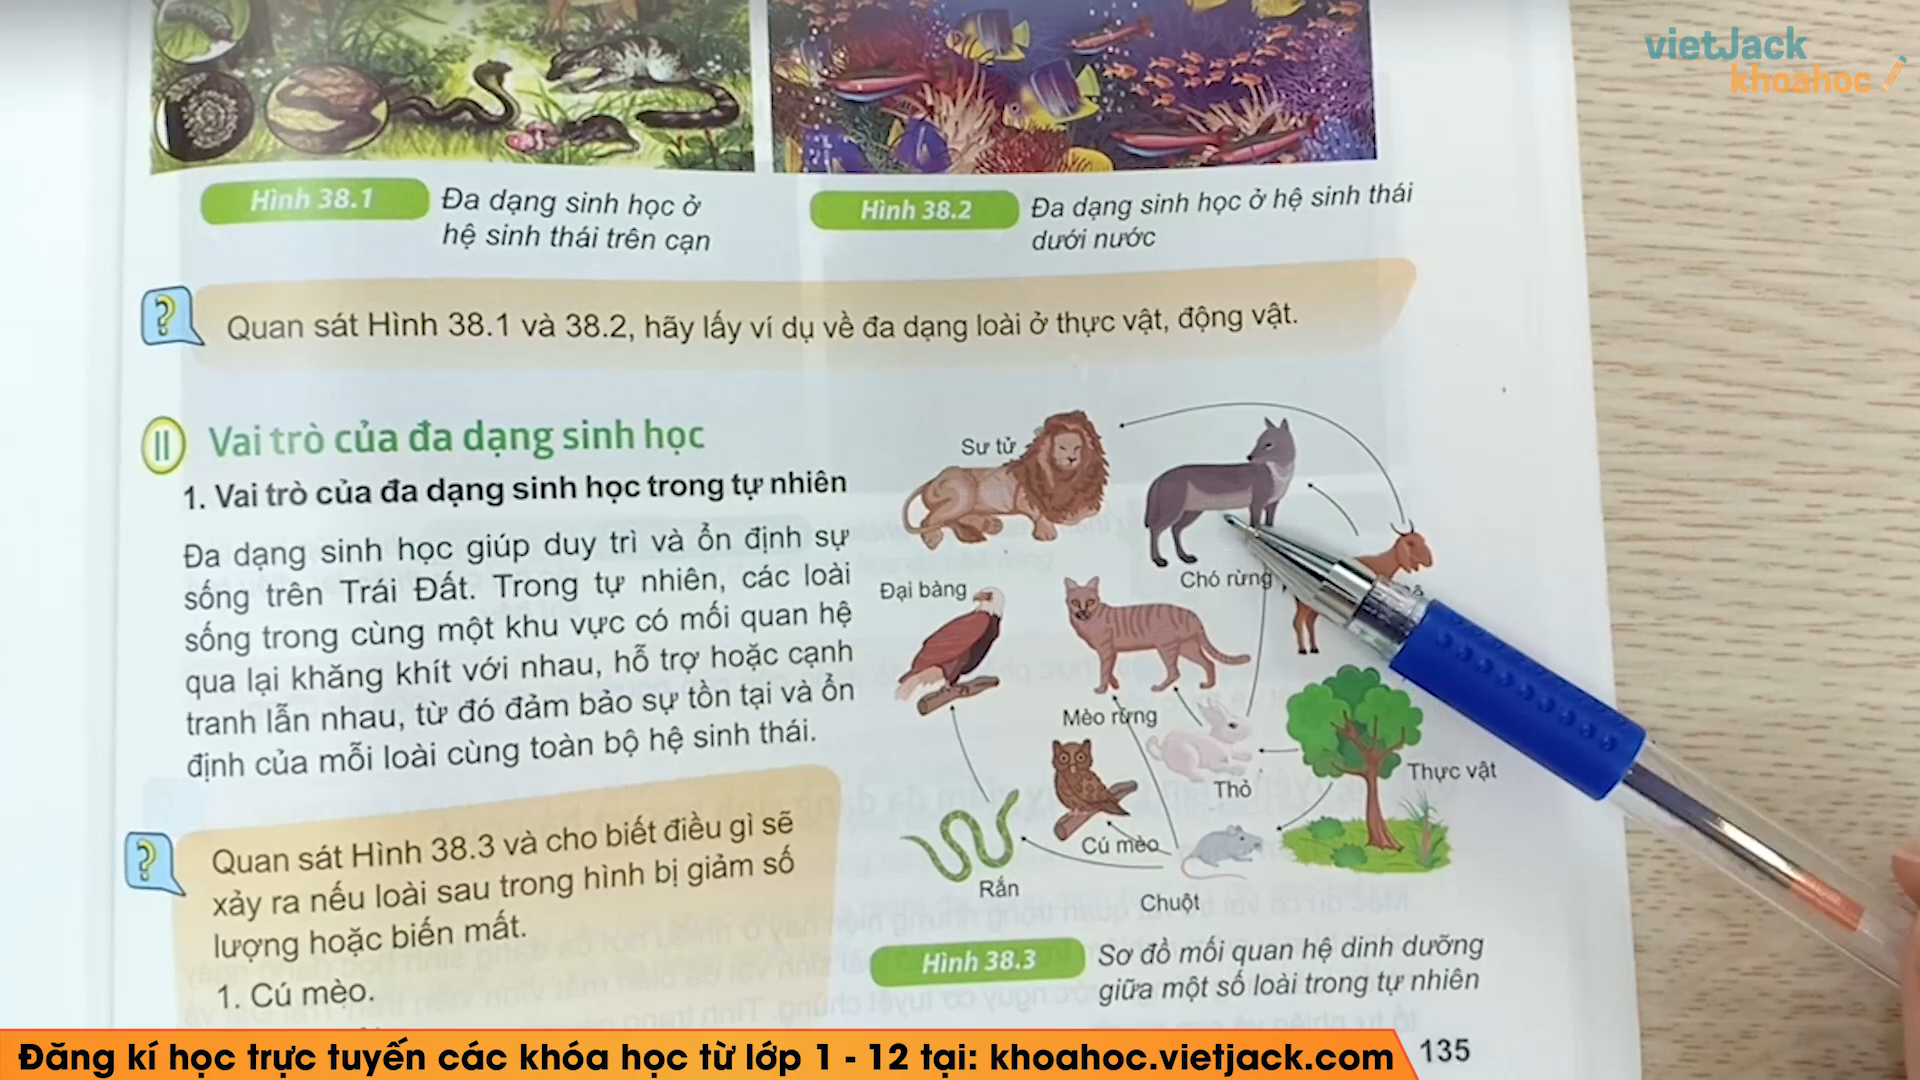 vietJack
khoahoc
Hình 38.1
Đa dạng sinh học ở
hệ sinh thái trên cạn
Hình 38.2
Đa dạng sinh học ở hệ sinh thái
dưới nước
?
Quan sát Hình 38.1 và 38.2, hãy lấy ví dụ về đa dạng loài ở thực vật, động vật.
II Vai trò của đa dạng sinh học
1. Vai trò của đa dạng sinh học trong tự nhiên
Đa dạng sinh học giúp duy trì và ổn định sự
sống trên Trái Đất. Trong tự nhiên, các loài
sống trong cùng một khu vực có mối quan hệ
qua lại khăng khít với nhau, hỗ trợ hoặc cạnh
tranh lẫn nhau, từ đó đảm bảo sự tồn tại và ổn
định của mỗi loài cùng toàn bộ hệ sinh thái.
?
Quan sát Hình 38.3 và cho biết điều gì sẽ
xảy ra nếu loài sau trong hình bị giảm số
lượng hoặc biến mất.
1. Cú mèo.
Sư tử
Chó rừng
Đại bàng
Mèo rừng
Thực vật
Thỏ
Cú mèo
Rắn
Chuột
Hình 38.3
Sơ đồ mối quan hệ dinh dưỡng
giữa một số loài trong tự nhiên
Đăng kí học trực tuyến các khóa học từ lớp 1 - 12 tại: khoahoc.vietjack.com
135